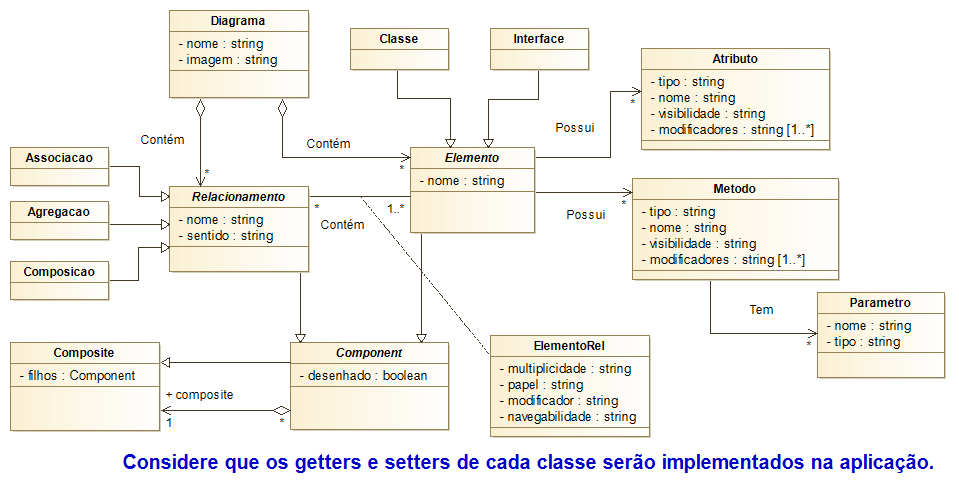 Diagrama
- nome : string
- imagem : string
Classe
Interface
Atributo
- tipo : string
- nome : string
- visibilidade : string
- modificadores : string [1..*]
Contém
*
Contém
*
Possui
*
Associacao
Agregacao
Composicao
Relacionamento
- nome : string
- sentido : string
*
Contém
1..*
Elemento
- nome : string
Possui
*
Metodo
- tipo : string
- nome : string
- visibilidade : string
- modificadores : string [1..*]
Tem
*
Parametro
- nome : string
- tipo : string
Composite
- filhos : Component
+ composite
1
*
Component
- desenhado : boolean
ElementoRel
- multiplicidade : string
- papel : string
- modificador : string
- navegabilidade : string
Considere que os getters e setters de cada classe serão implementados na aplicação.